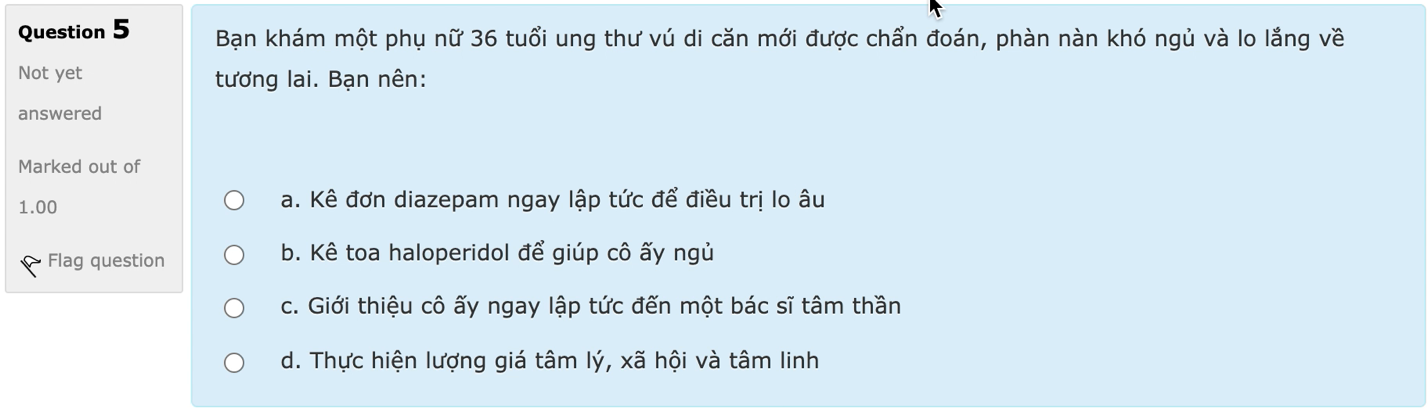 Question 5
Not yet
answered
Marked out of
1.00
Flag question
Bạn khám một phụ nữ 36 tuổi ung thư vú di căn mới được chẩn đoán, phàn nàn khó ngủ và lo lắng về
tương lai. Bạn nên:
a. Kê đơn diazepam ngay lập tức để điều trị lo âu
b. Kê toa haloperidol để giúp cô ấy ngủ
c. Giới thiệu cô ấy ngay lập tức đến một bác sĩ tâm thần
d. Thực hiện lượng giá tâm lý, xã hội và tâm linh